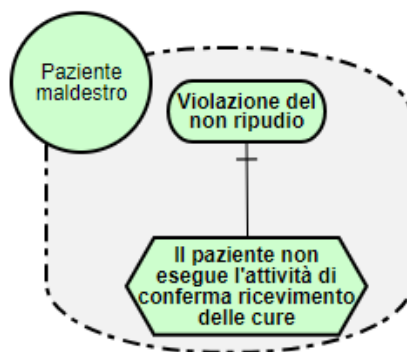 Paziente
maldestro
Violazione del
non ripudio
Il paziente non
esegue l'attività di
conferma ricevimento
delle cure